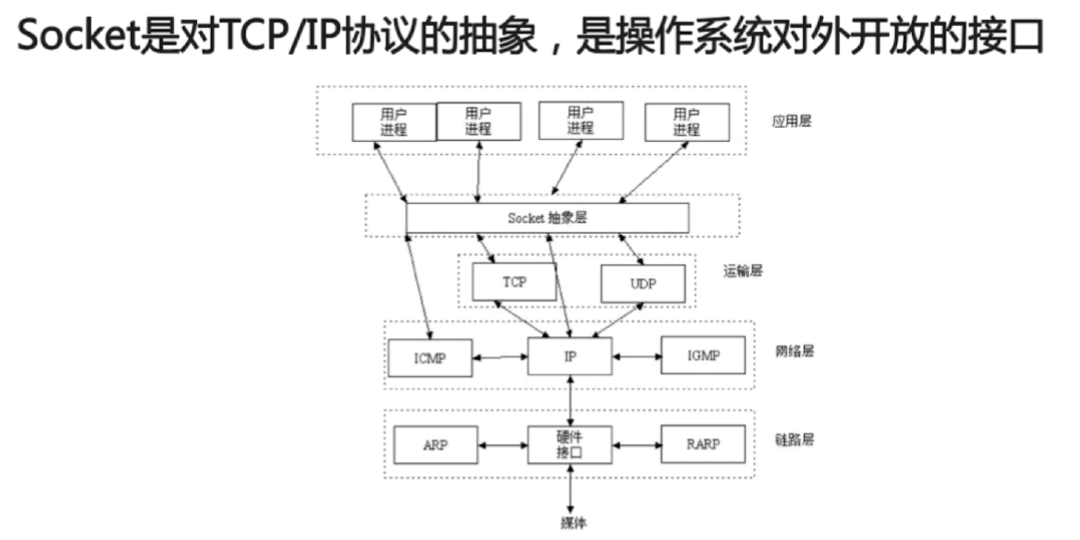 Socket是对TCP/IP协议的抽象，是操作系统对外开放的接口
用户
进程
用户
进程
用户
进程
用户
进程
应用层
Socket 抽象层
TCP
UDP
运输层
ICMP
IP
IGMP
网络层
ARP
硬件
接口
RARP
链路层
媒体